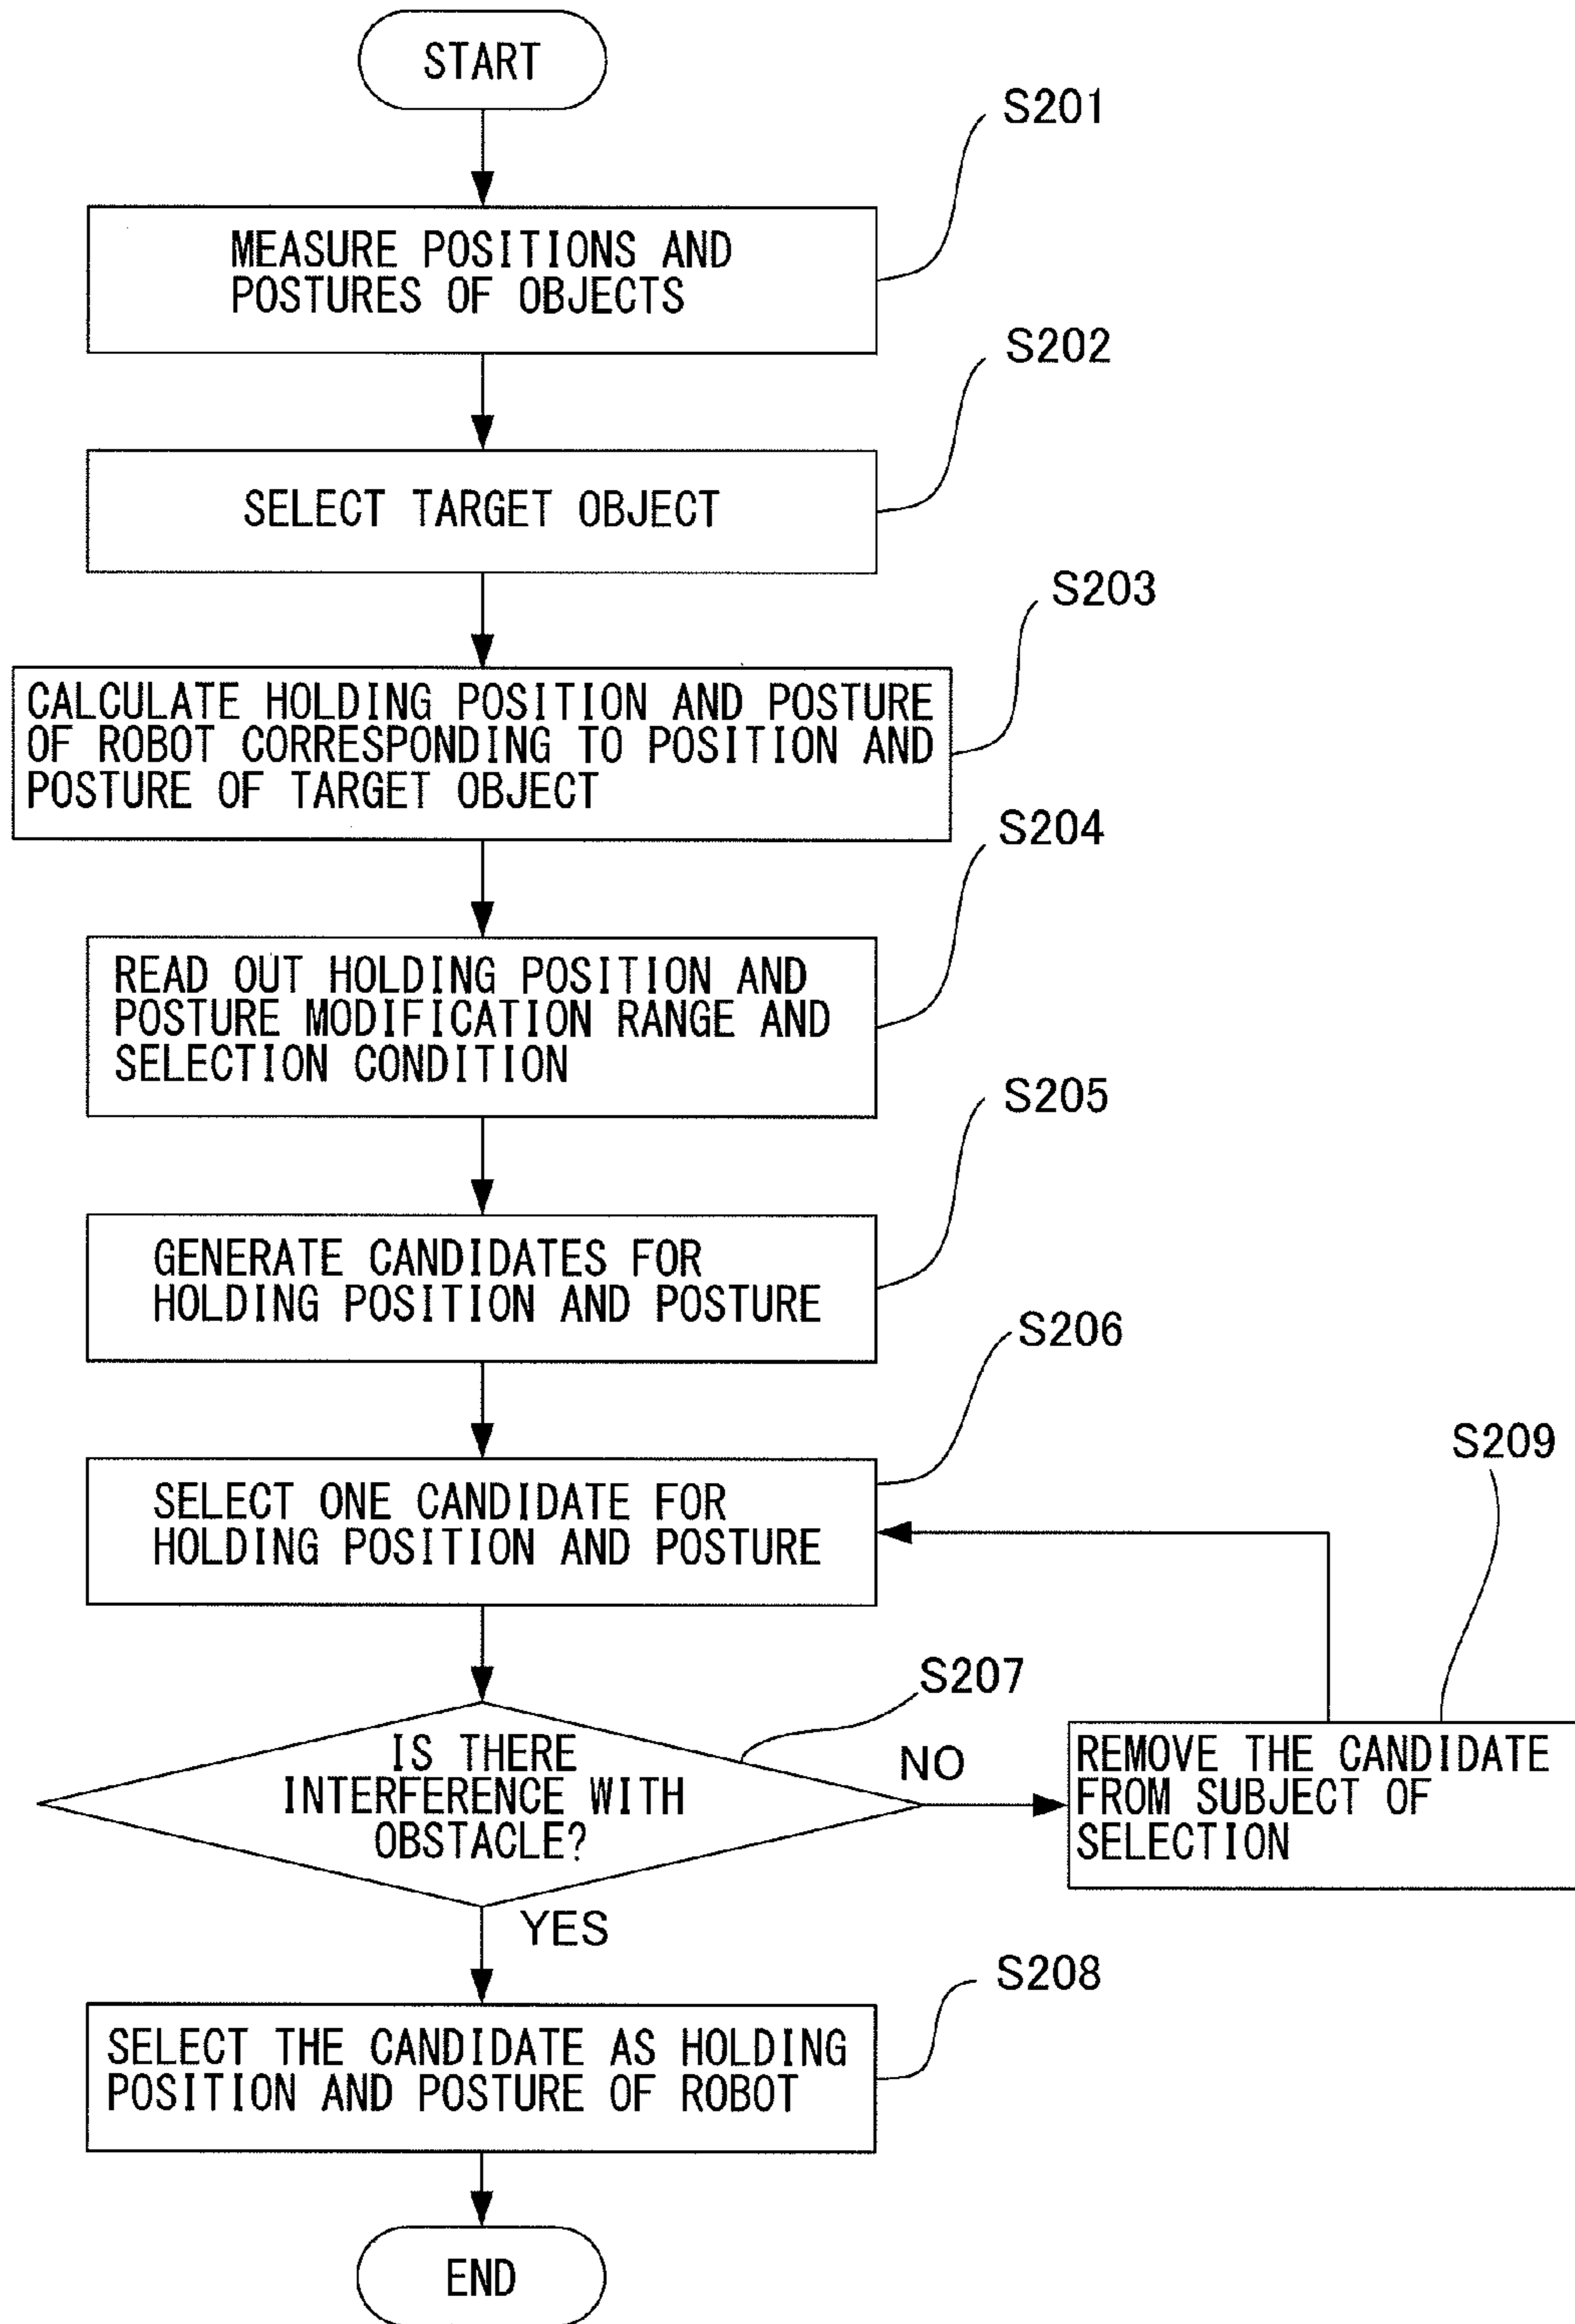 START
S201
MEASURE POSITIONS AND
POSTURES OF OBJECTS
S202
SELECT TARGET OBJECT
S203
CALCULATE HOLDING POSITION AND POSTURE
OF ROBOT CORRESPONDING TO POSITION AND
POSTURE OF TARGET OBJECT
S204
READ OUT HOLDING POSITION AND
POSTURE MODIFICATION RANGE AND
SELECTION CONDITION
S205
GENERATE CANDIDATES FOR
HOLDING POSITION AND POSTURE
S206
SELECT ONE CANDIDATE FOR
HOLDING POSITION AND POSTURE
S209
S207
IS THERE
INTERFERENCE WITH
OBSTACLE?
NO
REMOVE THE CANDIDATE
FROM SUBJECT OF
SELECTION
YES
S208
SELECT THE CANDIDATE AS HOLDING
POSITION AND POSTURE OF ROBOT
END